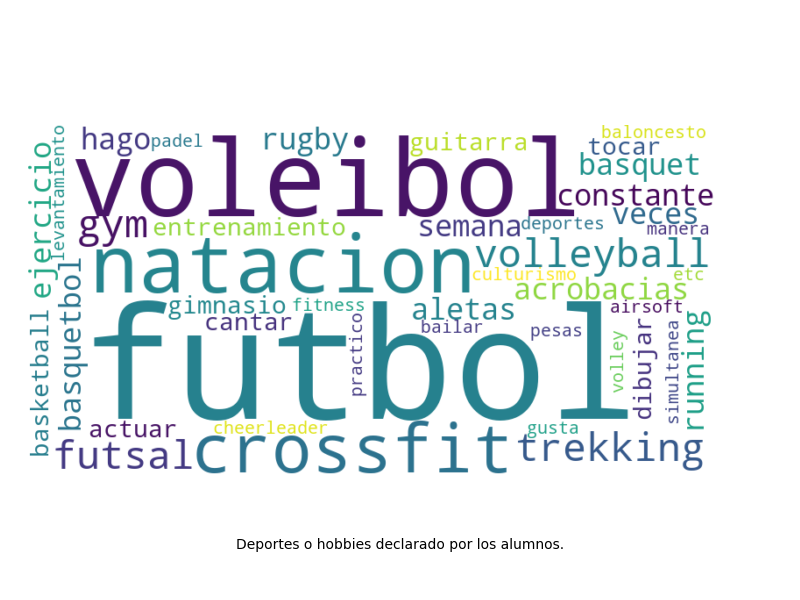 baloncesto
hago
padel
rugby
guitarra
tocar
voleibol
basquet
constante
levantamiento
ejercicio
gym
entrenamiento
semana
deportes
veces
manera
natacion
volleyball
culturismo
etc
acrobacias
gimnasio
fitness
aletas
airsoft
basquetbol
cantar
bailar
pesas
futbol
practico
volley
dibujar
simultanea
running
basketball
actuar
cheerleader
gusta
futsal
crossfit
trekking
Deportes o hobbies declarado por los alumnos.